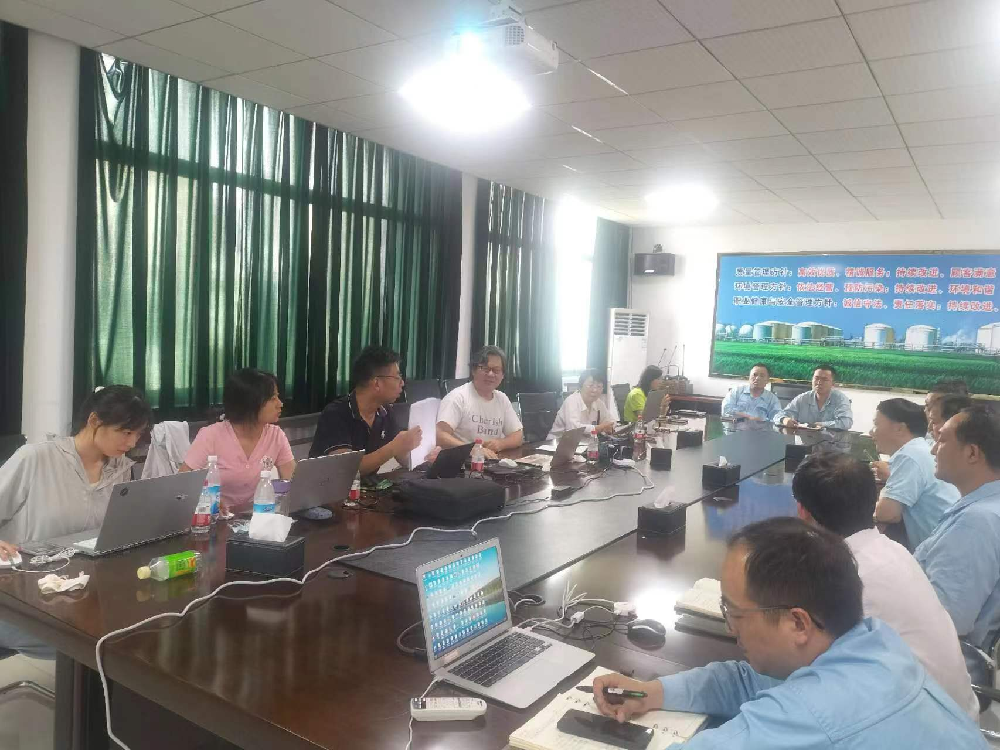 质量管理方针：高效优质、精诚服务；持续改进、顾客满意
环境管理方针：依法经营、预防污染；持续改进、环境和谐
职业健康与安全管理方针：诚信守法、责任落实；持续改进、
Cherish
Band